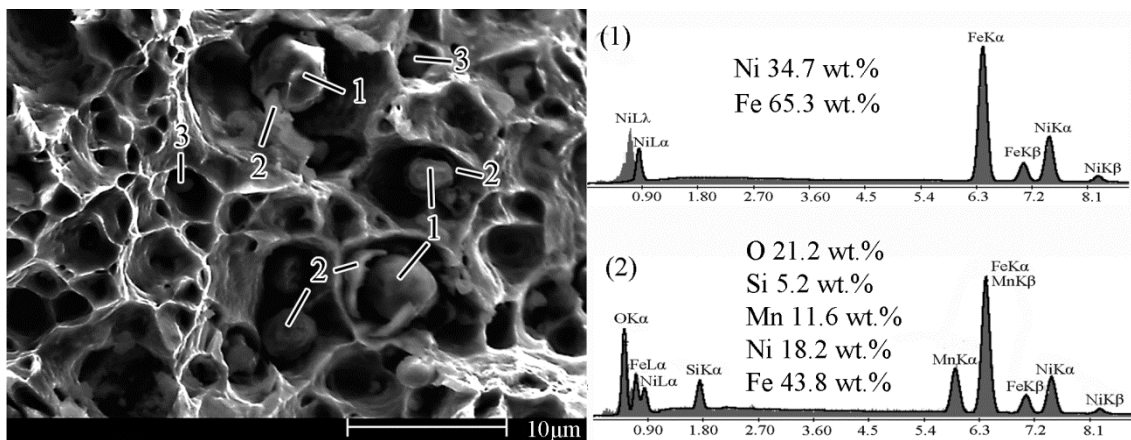 1
3
2
3
2
1
2
2
10µm
(1)
Ni 34.7 wt.%
Fe 65.3 wt.%
FeKα
NiLλ
NiLα
NiKα
FeKβ
NiKβ
0.90 1.80 2.70 3.60 4.5 5.4 6.3 7.2 8.1
(2)
O 21.2 wt.%
Si 5.2 wt.%
Mn 11.6 wt.%
Ni 18.2 wt.%
Fe 43.8 wt.%
FeKα
MnKβ
OKα
FeLα
NiLα
SiKα
MnKα
NiKα
FeKβ
NiKβ
0.90 1.80 2.70 3.60 4.5 5.4 6.3 7.2 8.1